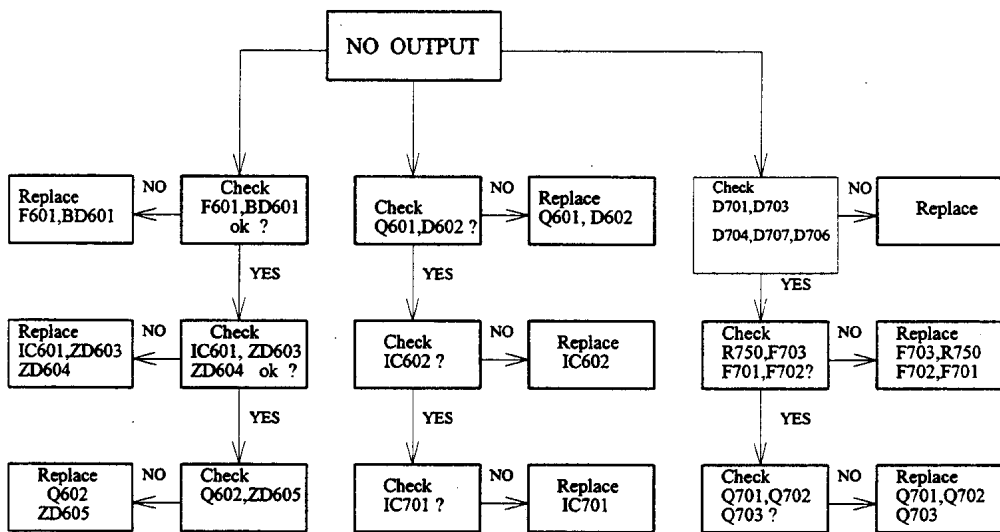 NO OUTPUT
Replace
F601,BD601
NO
Check
F601,BD601
ok ?
Check
Q601,D602 ?
NO
Replace
Q601, D602
Check
D701,D703
D704,D707,D706
NO
Replace
YES
YES
YES
Replace
IC601,ZD603
ZD604
NO
Check
IC601, ZD603
ZD604 ok ?
Check
IC602 ?
NO
Replace
IC602
Check
R750,F703
F701,F702?
NO
Replace
F703,R750
F702,F701
YES
YES
YES
Replace
Q602
ZD605
NO
Check
Q602,ZD605
Check
IC701 ?
NO
Replace
IC701
Check
Q701,Q702
Q703 ?
NO
Replace
Q701,Q702
Q703